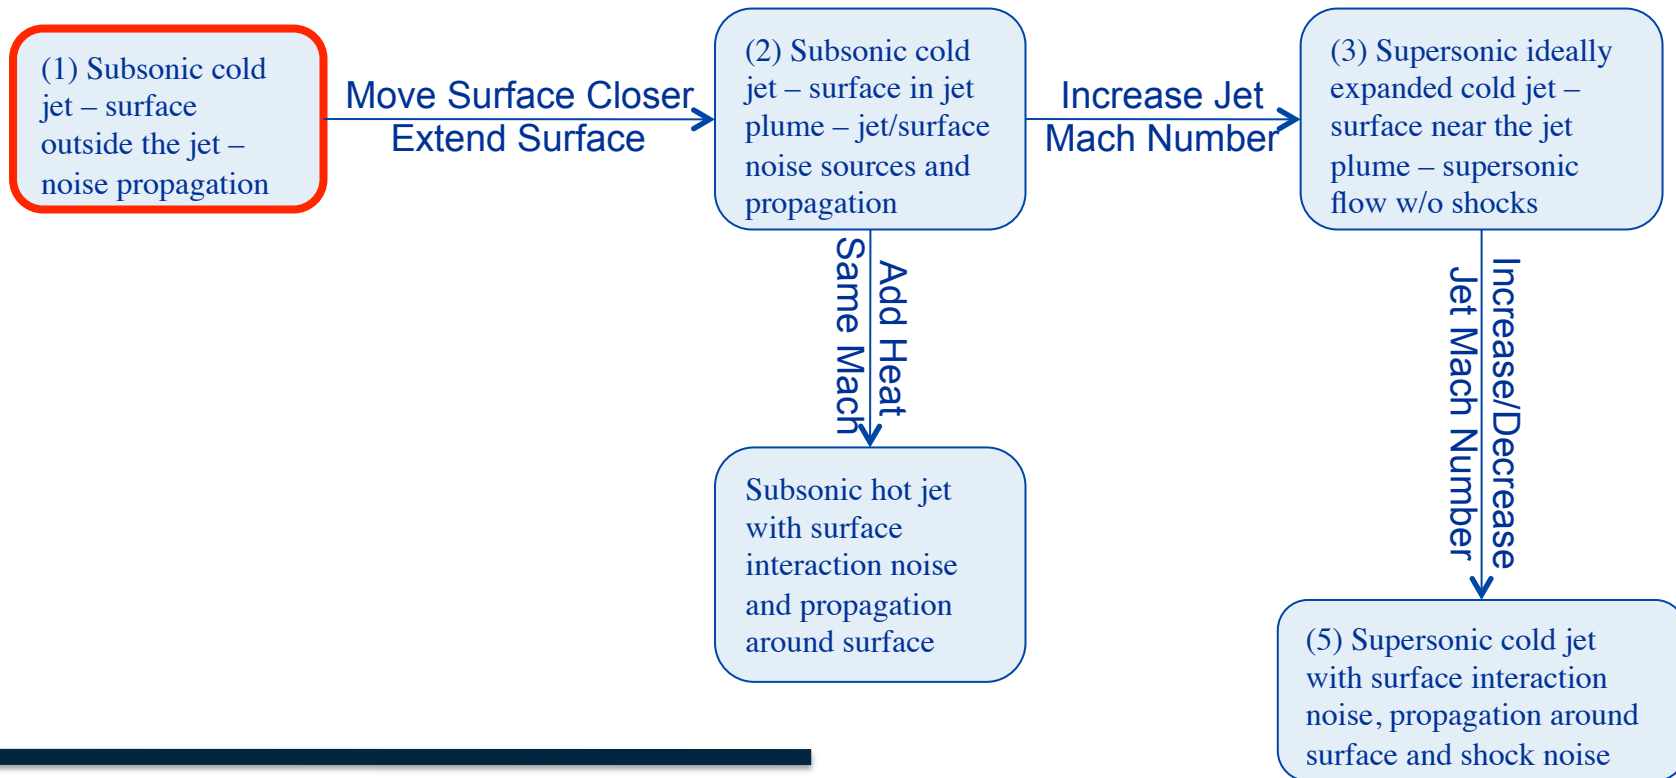 (1) Subsonic cold
jet – surface
outside the jet –
noise propagation
Move Surface Closer
Extend Surface
(2) Subsonic cold
jet – surface in jet
plume – jet/surface
noise sources and
propagation
Increase Jet
Mach Number
(3) Supersonic ideally
expanded cold jet –
surface near the jet
plume – supersonic
flow w/o shocks
Add Heat
Same Mach
Increase/Decrease
Jet Mach Number
Subsonic hot jet
with surface
interaction noise
and propagation
around surface
(5) Supersonic cold jet
with surface interaction
noise, propagation around
surface and shock noise